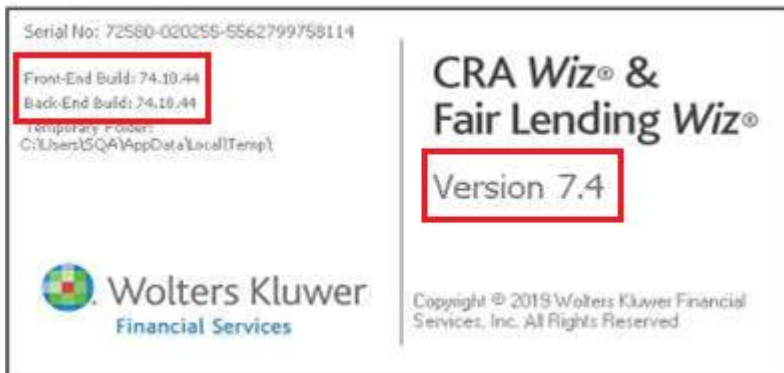 Serial No: 72580-020255-5562799758114
Front-End Build: 74.10.44
Back-End Build: 74.10.44
Temporary Folder:
C:\Users\SQA\AppData\Local\Temp\
Wolters Kluwer
Financial Services
CRA Wiz® &
Fair Lending Wiz®
Version 7.4
Copyright © 2019 Wolters Kluwer Financial
Services, Inc. All Rights Reserved